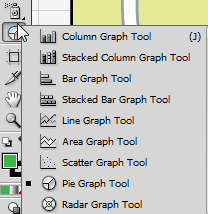 Column Graph Tool (J)
Stacked Column Graph Tool
Bar Graph Tool
Stacked Bar Graph Tool
Line Graph Tool
Area Graph Tool
Scatter Graph Tool
Pie Graph Tool
Radar Graph Tool